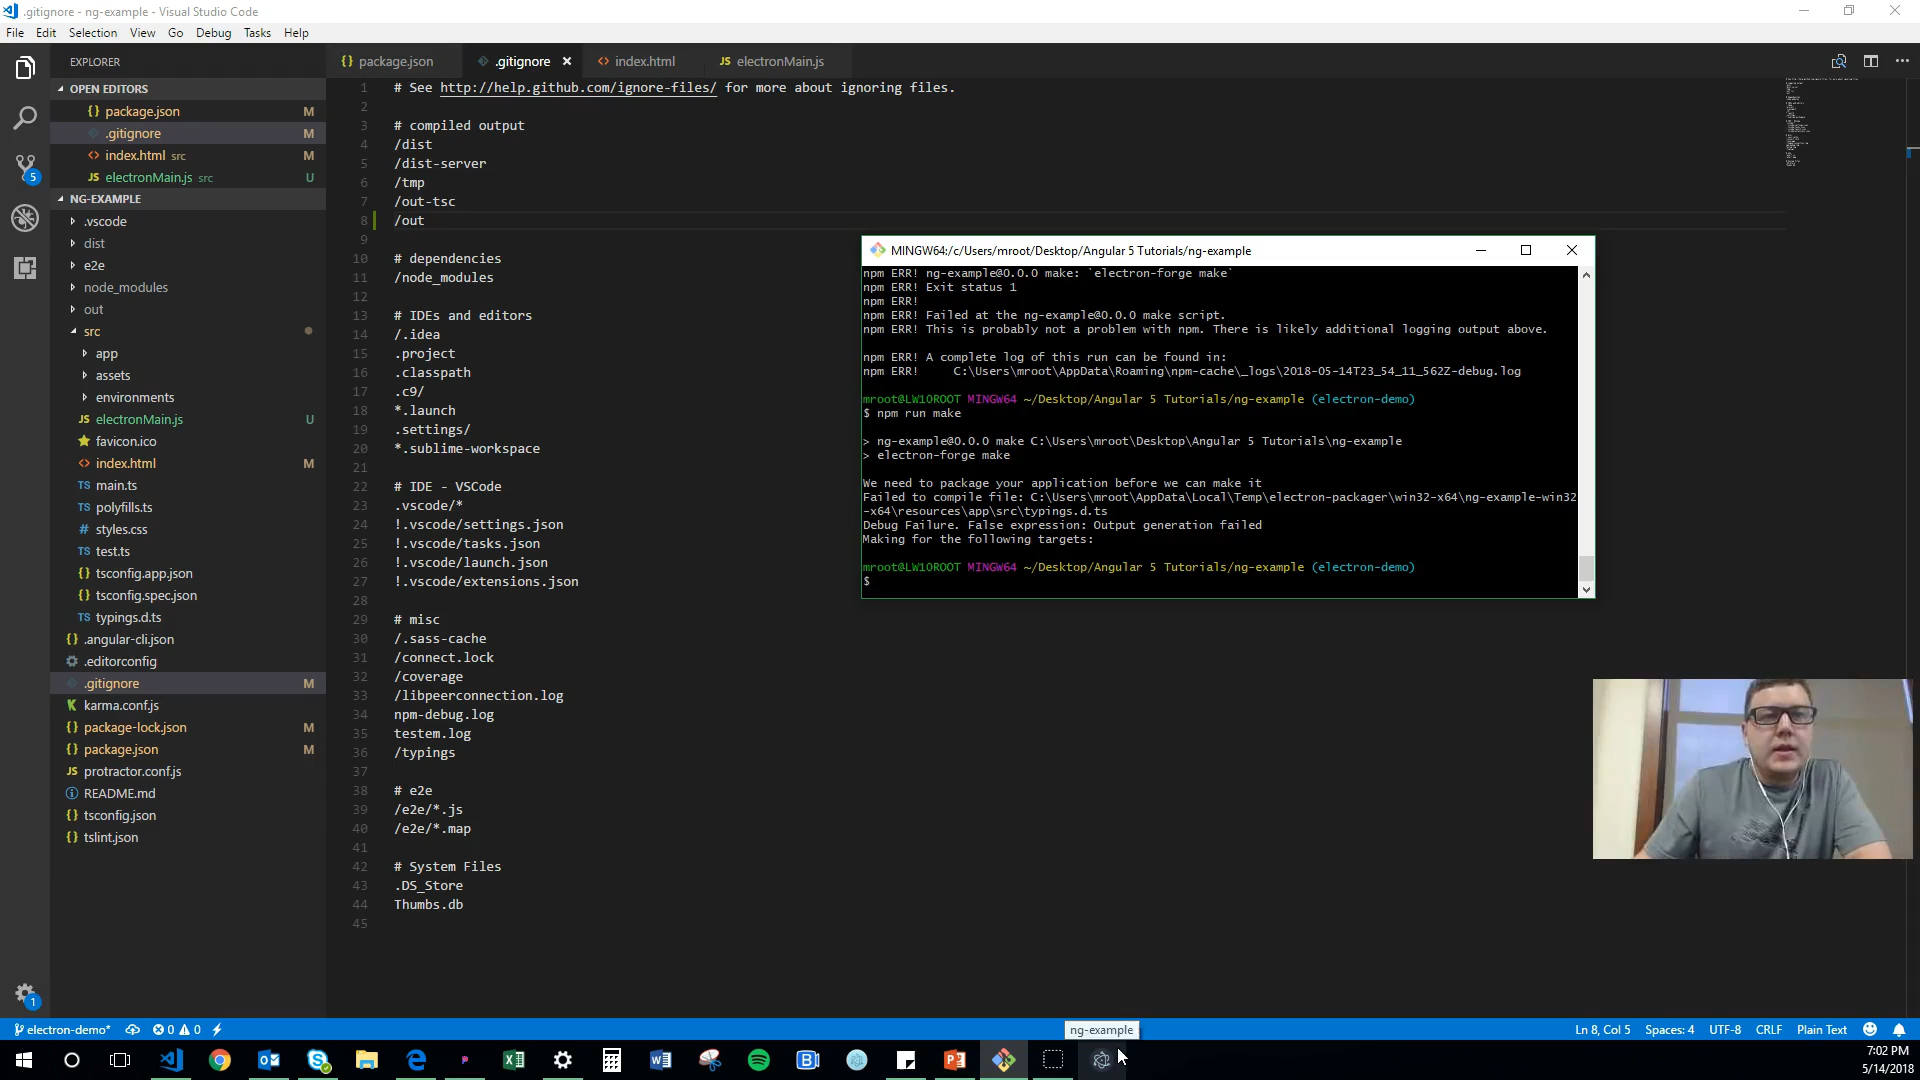 .gitignore - ng-example - Visual Studio Code
File Edit Selection View Go Debug Tasks Help
EXPLORER
OPEN EDITORS
package.json M
.gitignore M
index.html src M
electronMain.js src U
NG-EXAMPLE
.vscode
dist
e2e
node_modules
out
src
app
assets
environments
electronMain.js U
favicon.ico
index.html M
main.ts
polyfills.ts
styles.css
test.ts
tsconfig.app.json
tsconfig.spec.json
typings.d.ts
.angular-cli.json
.editorconfig
.gitignore M
karma.conf.js
package-lock.json M
package.json M
protractor.conf.js
README.md
tsconfig.json
tslint.json
5
1
package.json .gitignore index.html electronMain.js
1 # See http://help.github.com/ignore-files/ for more about ignoring files.
2
3 # compiled output
4 /dist
5 /dist-server
6 /tmp
7 /out-tsc
8 /out
9
10 # dependencies
11 /node_modules
12
13 # IDEs and editors
14 /.idea
15 .project
16 .classpath
17 .c9/
18 *.launch
19 .settings/
20 *.sublime-workspace
21
22 # IDE - VSCode
23 .vscode/*
24 !.vscode/settings.json
25 !.vscode/tasks.json
26 !.vscode/launch.json
27 !.vscode/extensions.json
28
29 # misc
30 /.sass-cache
31 /connect.lock
32 /coverage
33 /libpeerconnection.log
34 npm-debug.log
35 testem.log
36 /typings
37
38 # e2e
39 /e2e/*.js
40 /e2e/*.map
41
42 # System Files
43 .DS_Store
44 Thumbs.db
45
MINGW64:/c/Users/mroot/Desktop/Angular 5 Tutorials/ng-example
npm ERR! ng-example@0.0.0 make: `electron-forge make`
npm ERR! Exit status 1
npm ERR!
npm ERR! Failed at the ng-example@0.0.0 make script.
npm ERR! This is probably not a problem with npm. There is likely additional logging output above.
npm ERR! A complete log of this run can be found in:
npm ERR! C:\Users\mroot\AppData\Roaming\npm-cache\_logs\2018-05-14T23_54_11_562Z-debug.log
mroot@LW10ROOT MINGW64 ~/Desktop/Angular 5 Tutorials/ng-example (electron-demo)
$ npm run make
> ng-example@0.0.0 make C:\Users\mroot\Desktop\Angular 5 Tutorials\ng-example
> electron-forge make
We need to package your application before we can make it
Failed to compile file: C:\Users\mroot\AppData\Local\Temp\electron-packager\win32-x64\ng-example-win32
-x64\resources\app\src\typings.d.ts
Debug Failure. False expression: Output generation failed
Making for the following targets:
mroot@LW10ROOT MINGW64 ~/Desktop/Angular 5 Tutorials/ng-example (electron-demo)
$
ng-example
electron-demo* 0 0 Ln 8, Col 5 Spaces: 4 UTF-8 CRLF Plain Text
7:02 PM
5/14/2018